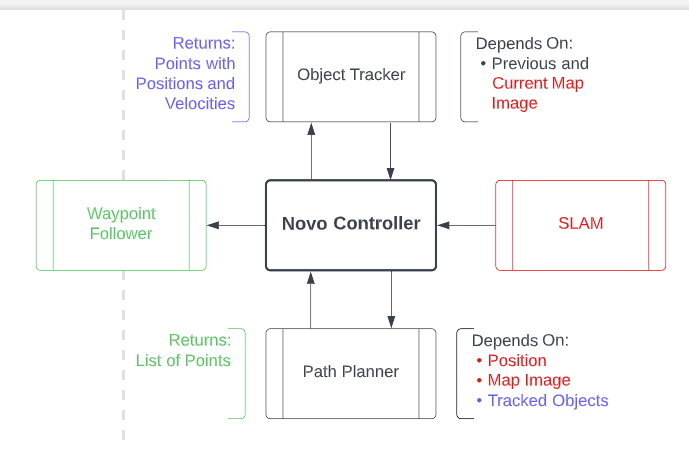 Returns:
Points with
Positions and
Velocities
Object Tracker
Depends On:
• Previous and
Current Map
Image
Waypoint
Follower
Novo Controller
SLAM
Returns:
List of Points
Path Planner
Depends On:
• Position
• Map Image
• Tracked Objects